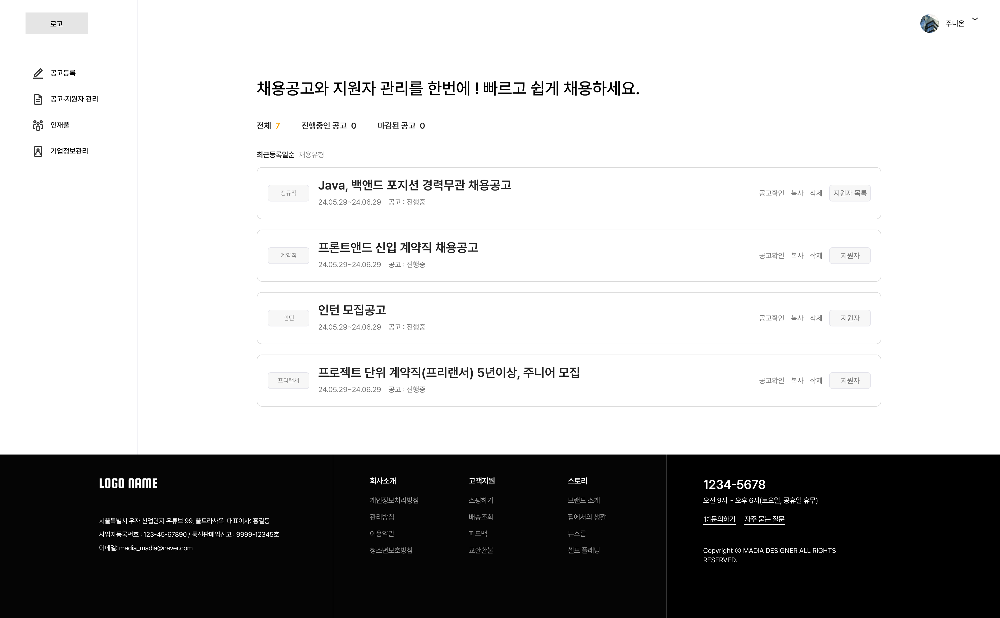 로고
주니온
공고등록
공고·지원자 관리
인재풀
기업정보관리
채용공고와 지원자 관리를 한번에 ! 빠르고 쉽게 채용하세요.
전체 7 진행중인 공고 0 마감된 공고 0
최근등록일순 채용유형
정규직
Java, 백앤드 포지션 경력무관 채용공고
24.05.29~24.06.29 공고 : 진행중
공고확인 복사 삭제 지원자 목록
계약직
프론트앤드 신입 계약직 채용공고
24.05.29~24.06.29 공고 : 진행중
공고확인 복사 삭제 지원자
인턴
인턴 모집공고
24.05.29~24.06.29 공고 : 진행중
공고확인 복사 삭제 지원자
프리랜서
프로젝트 단위 계약직(프리랜서) 5년이상, 주니어 모집
24.05.29~24.06.29 공고 : 진행중
공고확인 복사 삭제 지원자
LOGO NAME
서울특별시 우자 산업단지 유튜브 99, 울트라사옥 대표이사: 홍길동
사업자등록번호 : 123-45-67890 / 통신판매업신고 : 9999-12345호
이메일: madia_madia@naver.com
회사소개
개인정보처리방침
관리방침
이용약관
청소년보호방침
고객지원
쇼핑하기
배송조회
피드백
교환환불
스토리
브랜드 소개
집에서의 생활
뉴스룸
셀프 플래닝
1234-5678
오전 9시 ~ 오후 6시(토요일, 공휴일 휴무)
1:1문의하기 자주 묻는 질문
Copyright ⓒ MADIA DESIGNER ALL RIGHTS
RESERVED.